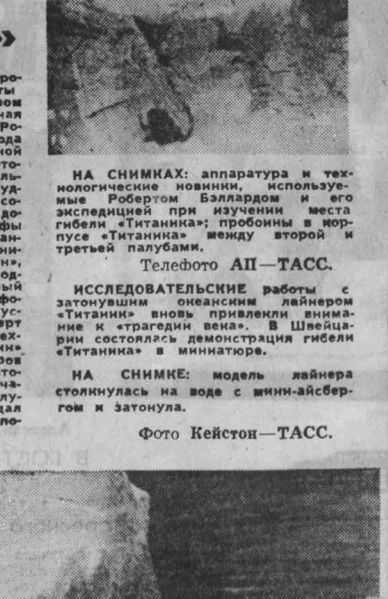 »
НА СНИМКАХ: аппаратура и тех-
нологические новинки, используе-
мые Робертом Бэллардом и его
экспедицией при изучении места
гибели «Титаника»; пробоины в кор-
пусе «Титаника» между второй и
третьей палубами.
Телефото АП—ТАСС.
ИССЛЕДОВАТЕЛЬСКИЕ работы с
затонувшим океанским лайнером
«Титаник» вновь привлекли внима-
ние к «трагедии века». В Швейца-
рии состоялась демонстрация гибели
«Титаника» в миниатюре.
НА СНИМКЕ: модель лайнера
столкнулась на воде с мини-айсбер-
гом и затонула.
Фото Кейстон—ТАСС.